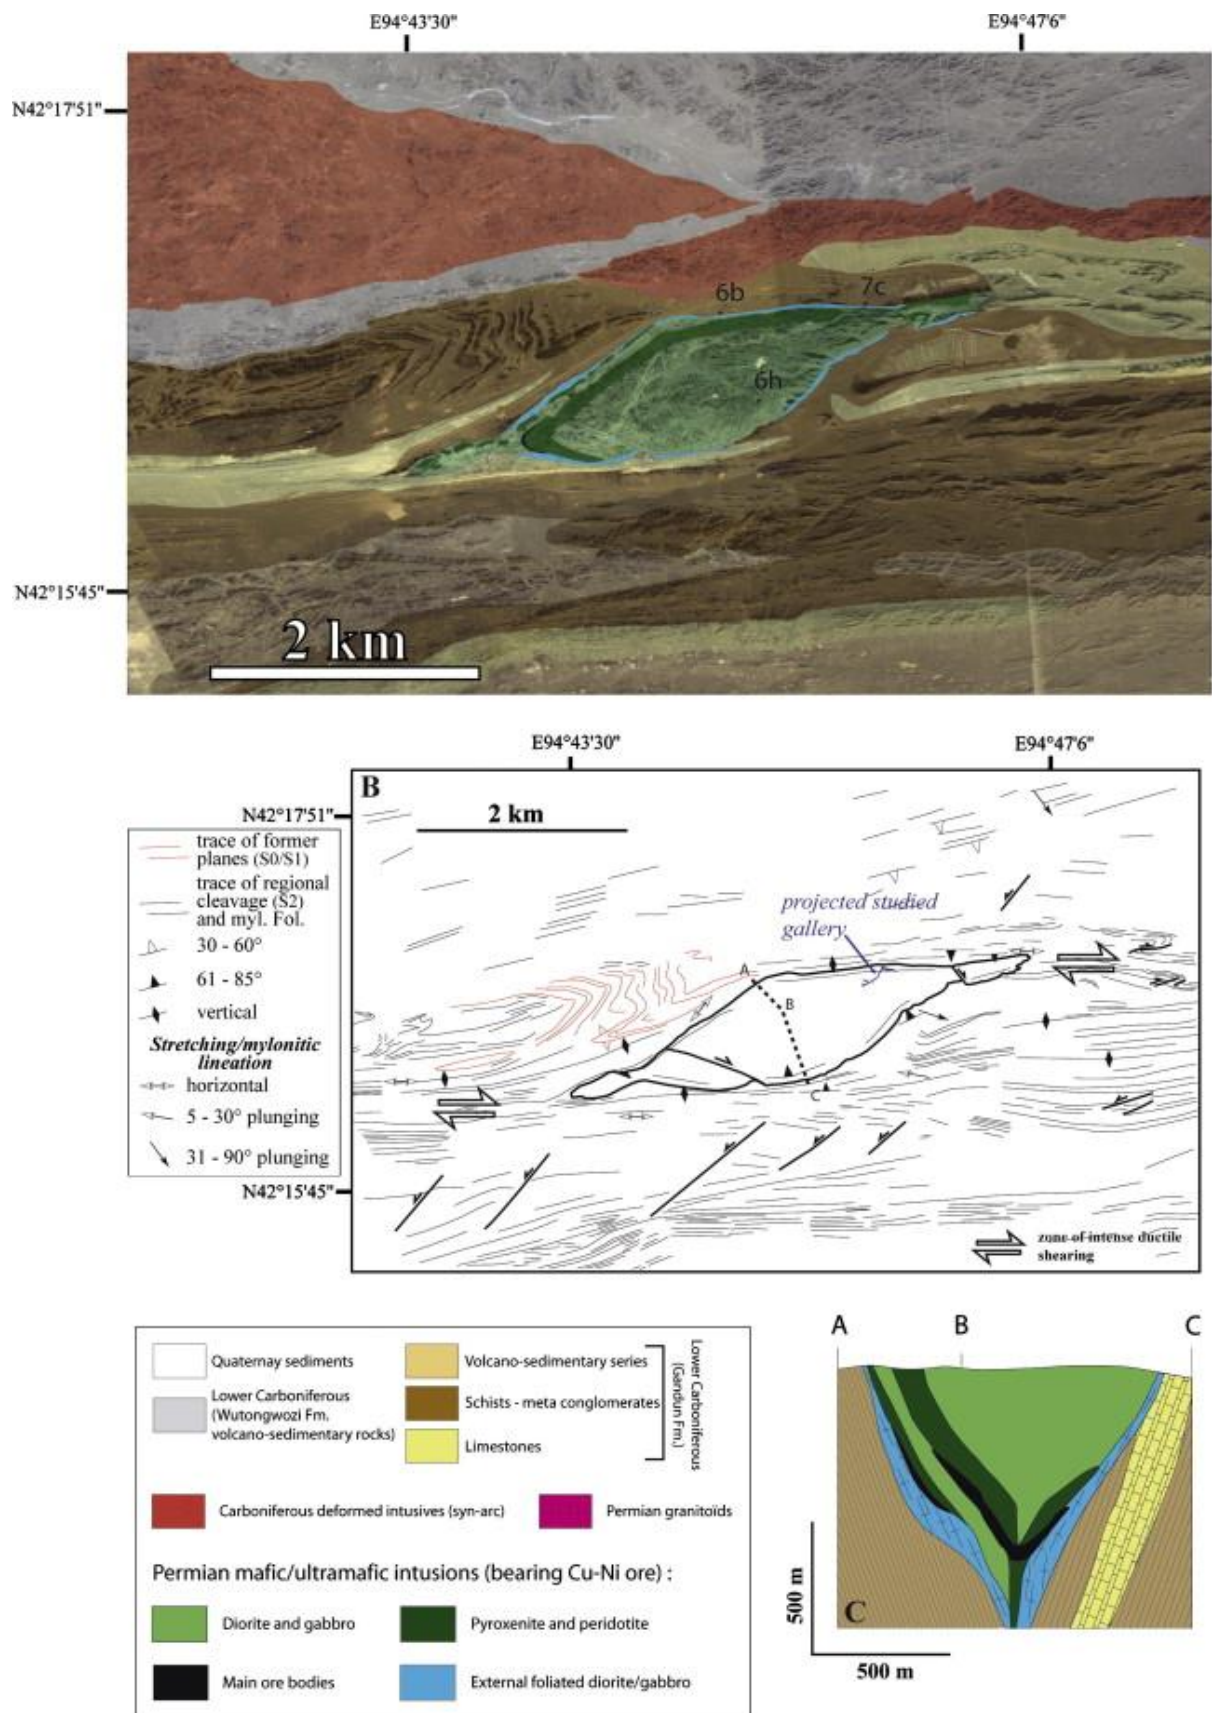 E94°43'30"
E94°47'6"
N42°17'51"
6b
7c
6h
N42°15'45"
2 km
E94°43'30"
E94°47'6"
B
N42°17'51"
2 km
trace of former
planes (S0/S1)
trace of regional
cleavage (S2)
and myl. Fol.
30 - 60°
61 - 85°
vertical
Stretching/mylonitic
lineation
horizontal
5 - 30° plunging
31 - 90° plunging
projected studied
gallery
A
B
C
N42°15'45"
zone of intense ductile
shearing
Quaternay sediments
Lower Carboniferous
(Wutongwozi Fm.
volcano-sedimentary rocks)
Volcano-sedimentary series
Schists - meta conglomerates
Limestones
Lower Carboniferous
(Gandun Fm.)
Carboniferous deformed intusives (syn-arc)
Permian granitoïds
Permian mafic/ultramafic intusions (bearing Cu-Ni ore) :
Diorite and gabbro
Pyroxenite and peridotite
Main ore bodies
External foliated diorite/gabbro
A
B
C
500 m
C
500 m